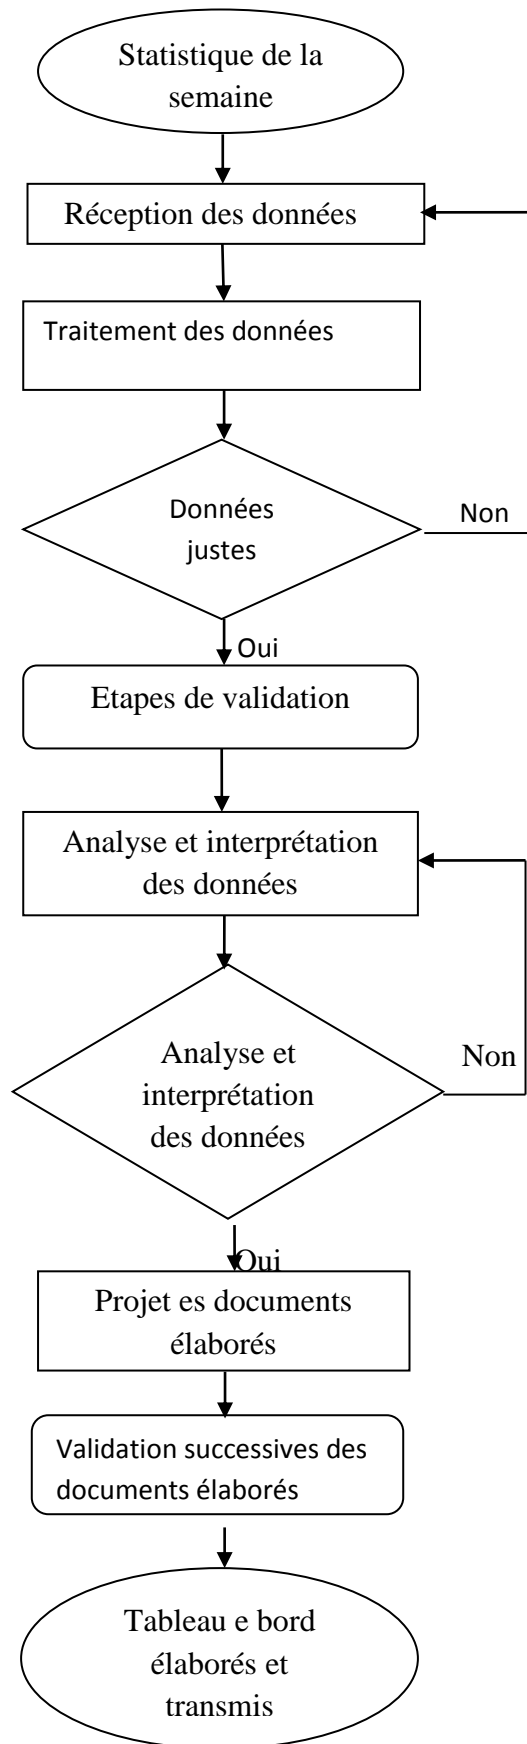 Statistique de la
semaine
Réception des données
Traitement des données
Données
justes
Non
Oui
Etapes de validation
Analyse et interprétation
des données
Analyse et
interprétation
des données
Non
Oui
Projet es documents
élaborés
Validation successives des
documents élaborés
Tableau e bord
élaborés et
transmis